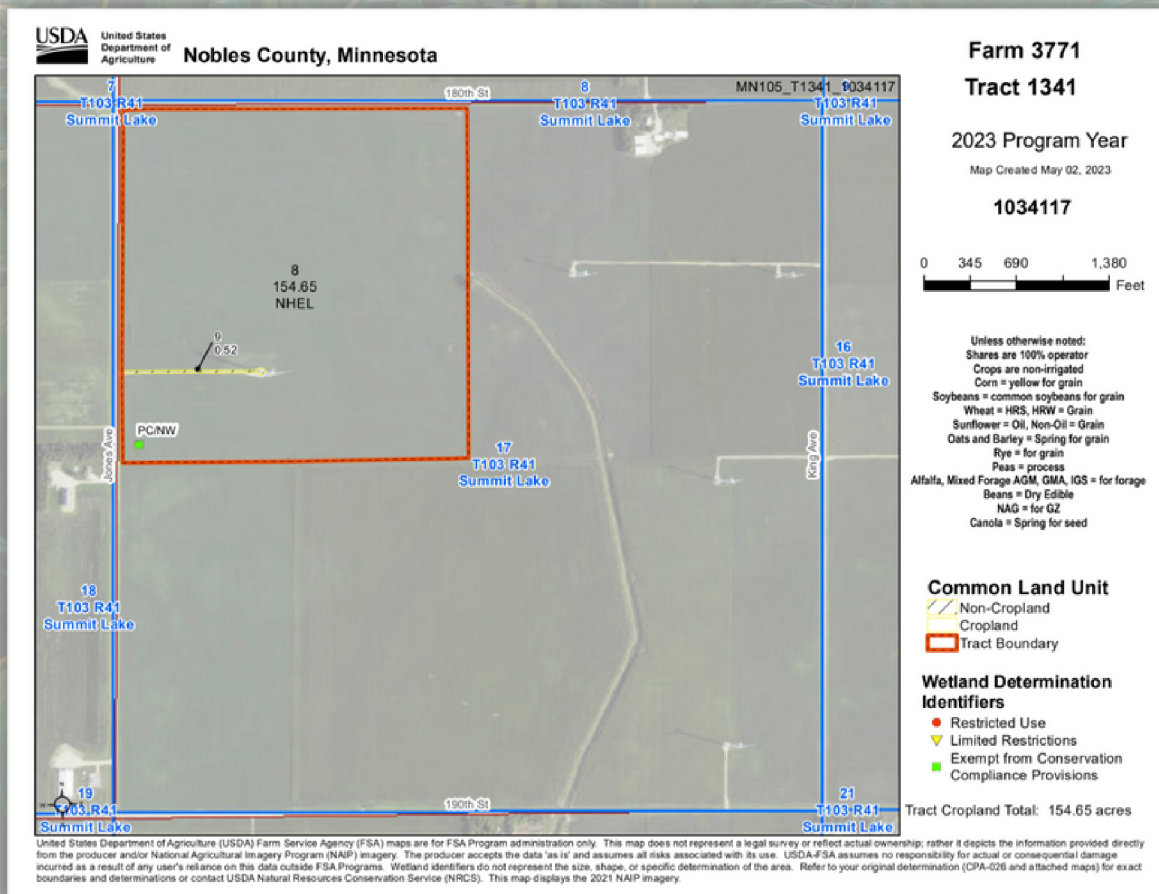 USDA
United States
Department of
Agriculture
Nobles County, Minnesota
Farm 3771
Tract 1341
2023 Program Year
Map Created May 02, 2023
1034117
0 345 690 1,380
Feet
Unless otherwise noted:
Shares are 100% operator
Crops are non-irrigated
Corn = yellow for grain
Soybeans = common soybeans for grain
Wheat = HRS, HRW = Grain
Sunflower = Oil, Non-Oil = Grain
Oats and Barley = Spring for grain
Rye = for grain
Peas = process
Alfalfa, Mixed Forage AGM, GMA, IGS = for forage
Beans = Dry Edible
NAG = for GZ
Canola = Spring for seed
Common Land Unit
Non-Cropland
Cropland
Tract Boundary
Wetland Determination
Identifiers
Restricted Use
Limited Restrictions
Exempt from Conservation
Compliance Provisions
Tract Cropland Total: 154.65 acres
7
T103 R41
Summit Lake
180th St
8
T103 R41
Summit Lake
MN105_T1341_1034117
9
T103 R41
Summit Lake
8
154.65
NHEL
9
0.52
16
T103 R41
Summit Lake
PC/NW
Jones Ave
17
T103 R41
Summit Lake
King Ave
18
T103 R41
Summit Lake
N
W
19
T103 R41
Summit Lake
190th St
21
T103 R41
Summit Lake
United States Department of Agriculture (USDA) Farm Service Agency (FSA) maps are for FSA Program administration only. This map does not represent a legal survey or reflect actual ownership; rather it depicts the information provided directly
from the producer and/or National Agricultural Imagery Program (NAIP) imagery. The producer accepts the data 'as is' and assumes all risks associated with its use. USDA-FSA assumes no responsibility for actual or consequential damage
incurred as a result of any user's reliance on this data outside FSA Programs. Wetland identifiers do not represent the size, shape, or specific determination of the area. Refer to your original determination (CPA-026 and attached maps) for exact
boundaries and determinations or contact USDA Natural Resources Conservation Service (NRCS). This map displays the 2021 NAIP imagery.